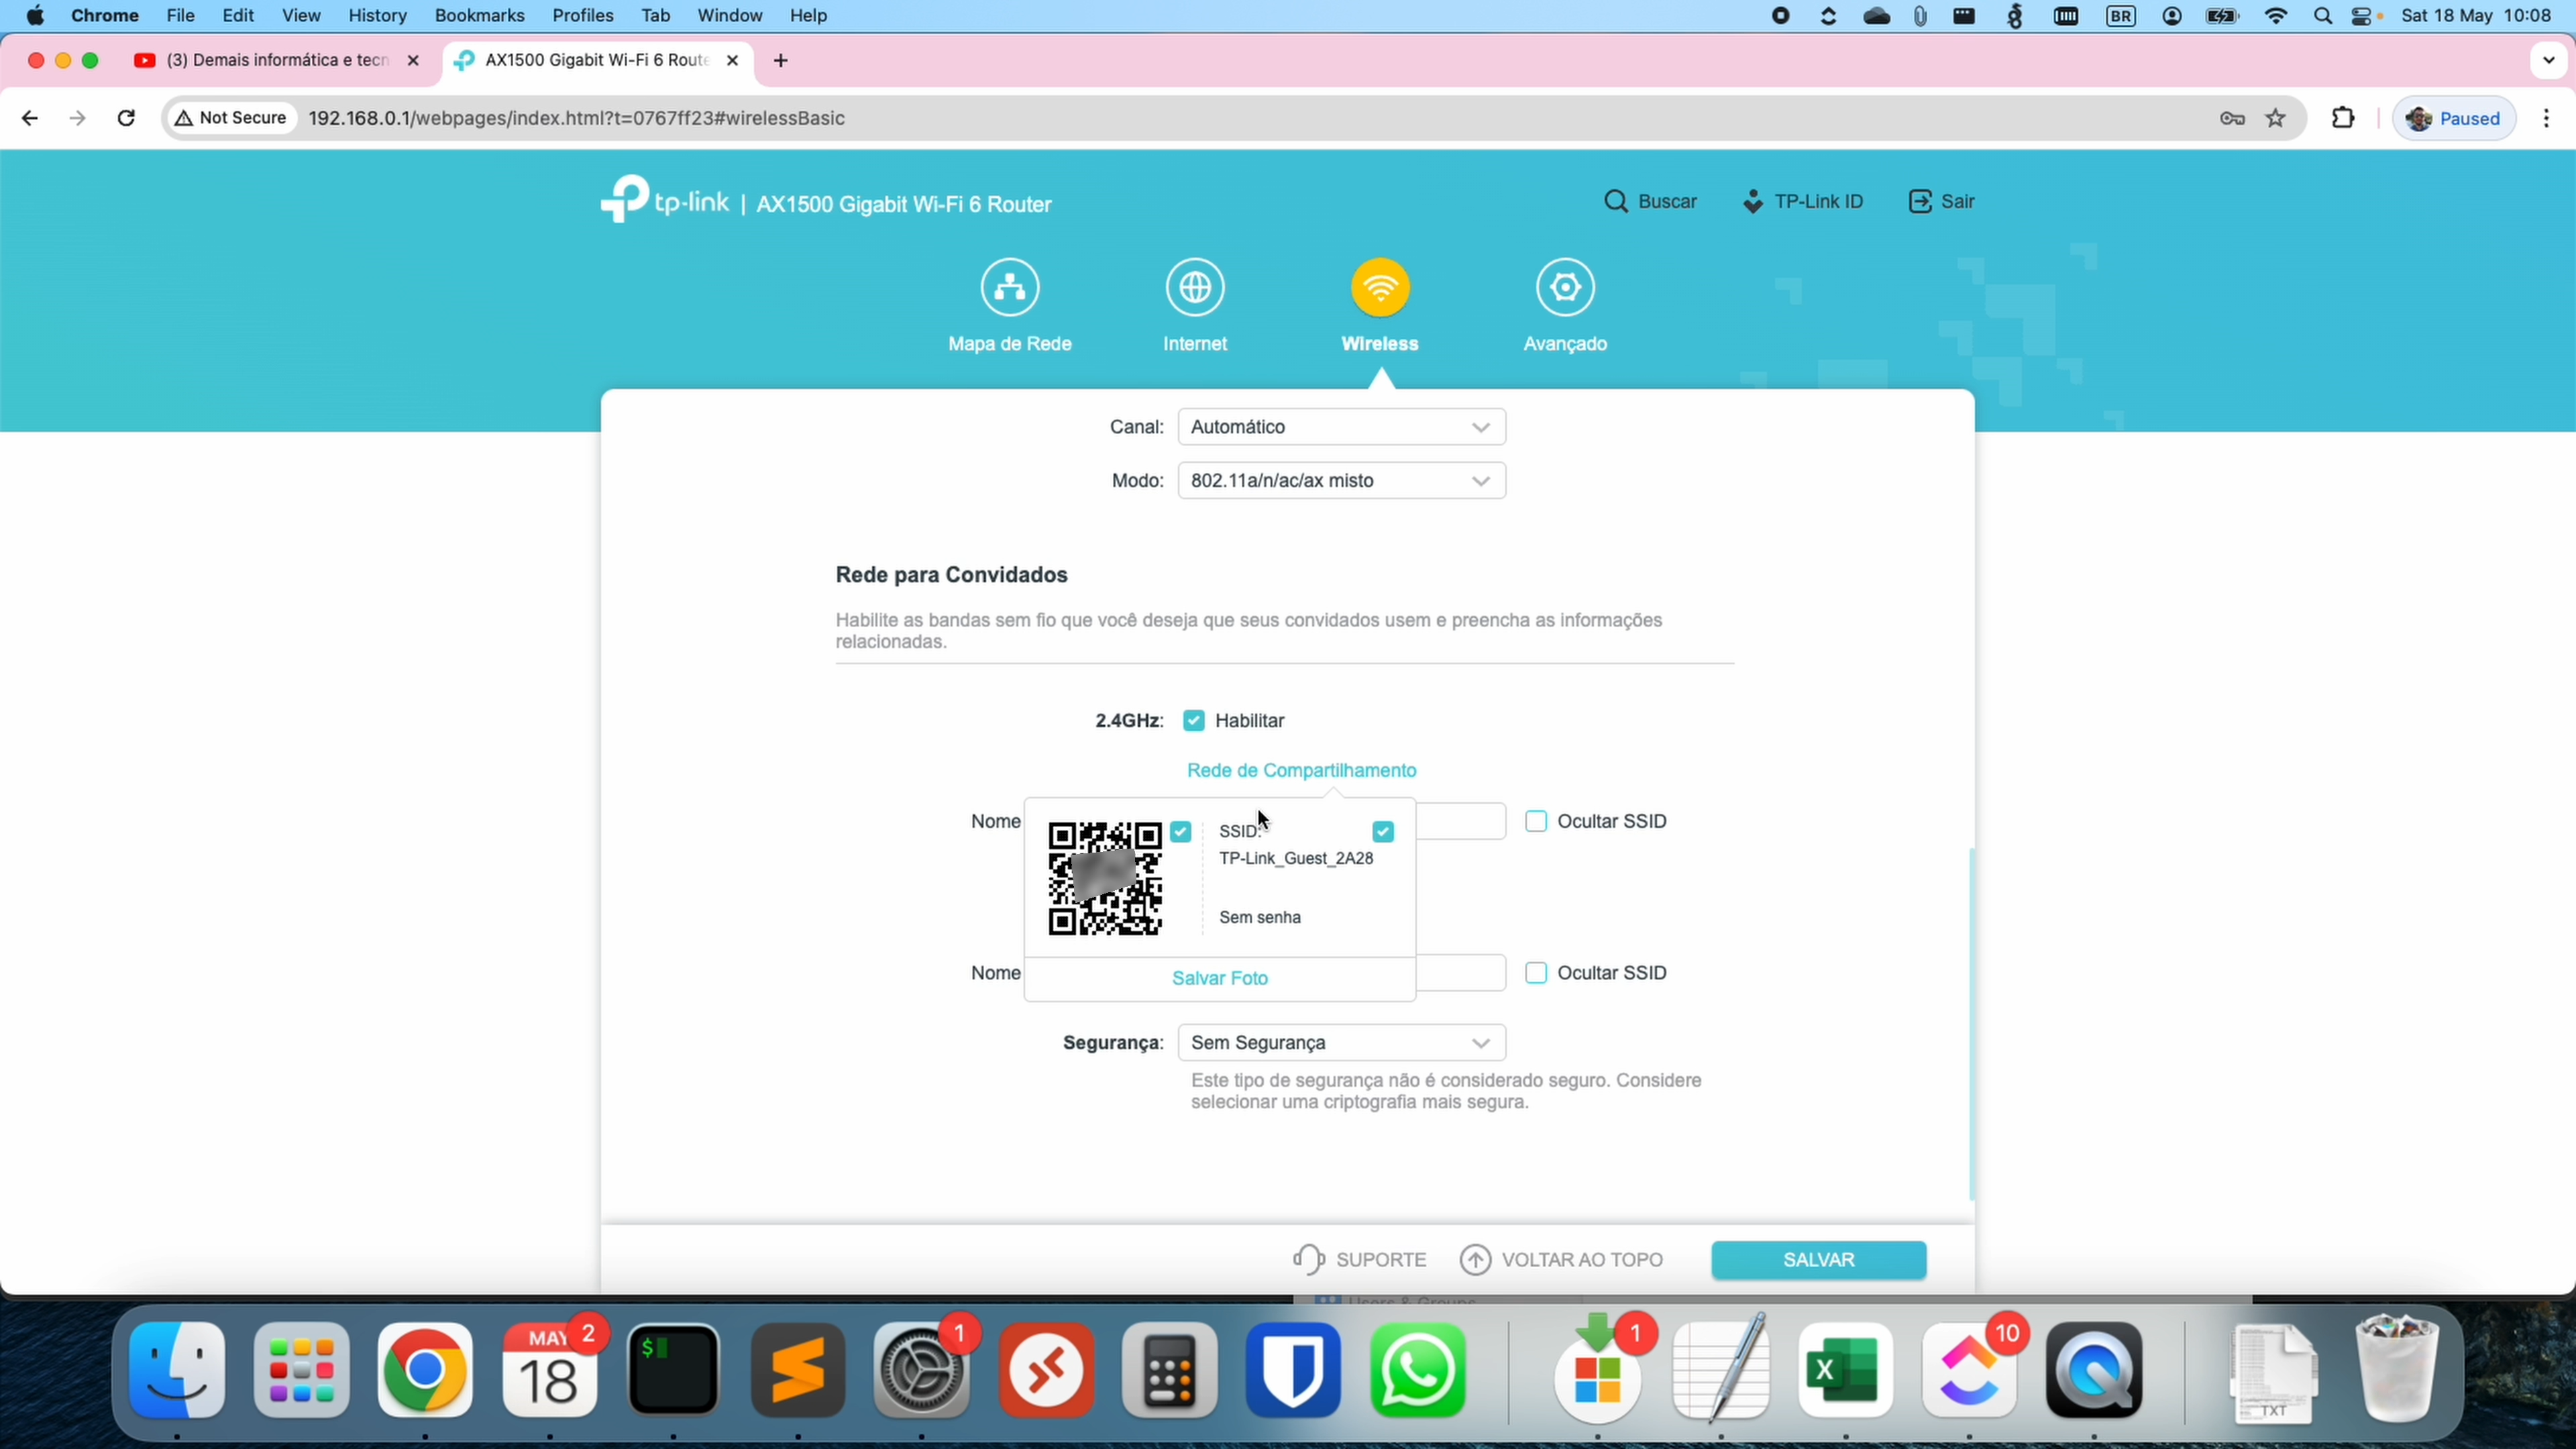 Chrome File Edit View History Bookmarks Profiles Tab Window Help
BR
Sat 18 May 10:08
(3) Demais informática e tecn
AX1500 Gigabit Wi-Fi 6 Route
Not Secure
192.168.0.1/webpages/index.html?t=0767ff23#wirelessBasic
Paused
tp-link | AX1500 Gigabit Wi-Fi 6 Router
Buscar
TP-Link ID
Sair
Mapa de Rede
Internet
Wireless
Avançado
Canal: Automático
Modo: 802.11a/n/ac/ax misto
Rede para Convidados
Habilite as bandas sem fio que você deseja que seus convidados usem e preencha as informações
relacionadas.
2.4GHz: Habilitar
Rede de Compartilhamento
Nome
Ocultar SSID
SSID:
TP-Link_Guest_2A28
Sem senha
Nome
Ocultar SSID
Salvar Foto
Segurança: Sem Segurança
Este tipo de segurança não é considerado seguro. Considere
selecionar uma criptografia mais segura.
SUPORTE
VOLTAR AO TOPO
SALVAR
Users & Groups
MAY
2
18
$
1
1
X
10
TXT